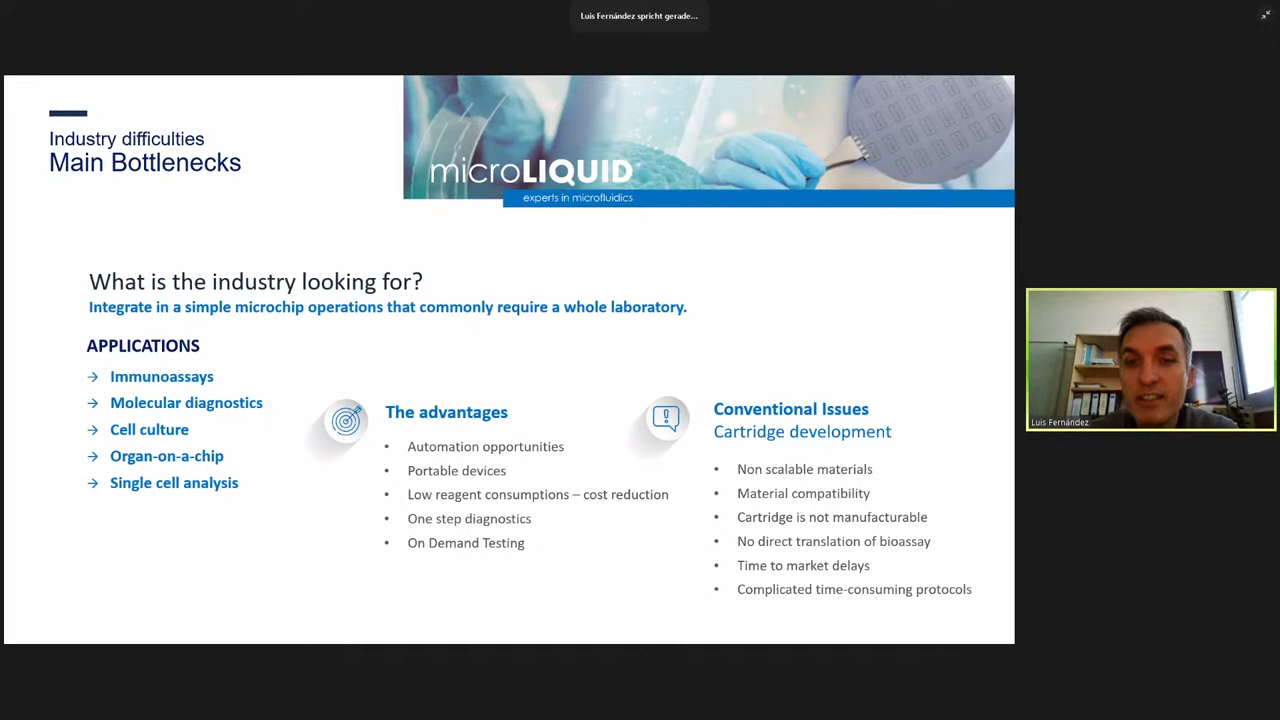 Luis Fernández spricht gerade...
Industry difficulties
Main Bottlenecks
microLIQUID
experts in microfluidics
What is the industry looking for?
Integrate in a simple microchip operations that commonly require a whole laboratory.
APPLICATIONS
→ Immunoassays
→ Molecular diagnostics
→ Cell culture
→ Organ-on-a-chip
→ Single cell analysis
The advantages
• Automation opportunities
• Portable devices
• Low reagent consumptions – cost reduction
• One step diagnostics
• On Demand Testing
Conventional Issues
Cartridge development
• Non scalable materials
• Material compatibility
• Cartridge is not manufacturable
• No direct translation of bioassay
• Time to market delays
• Complicated time-consuming protocols
Luis Fernández